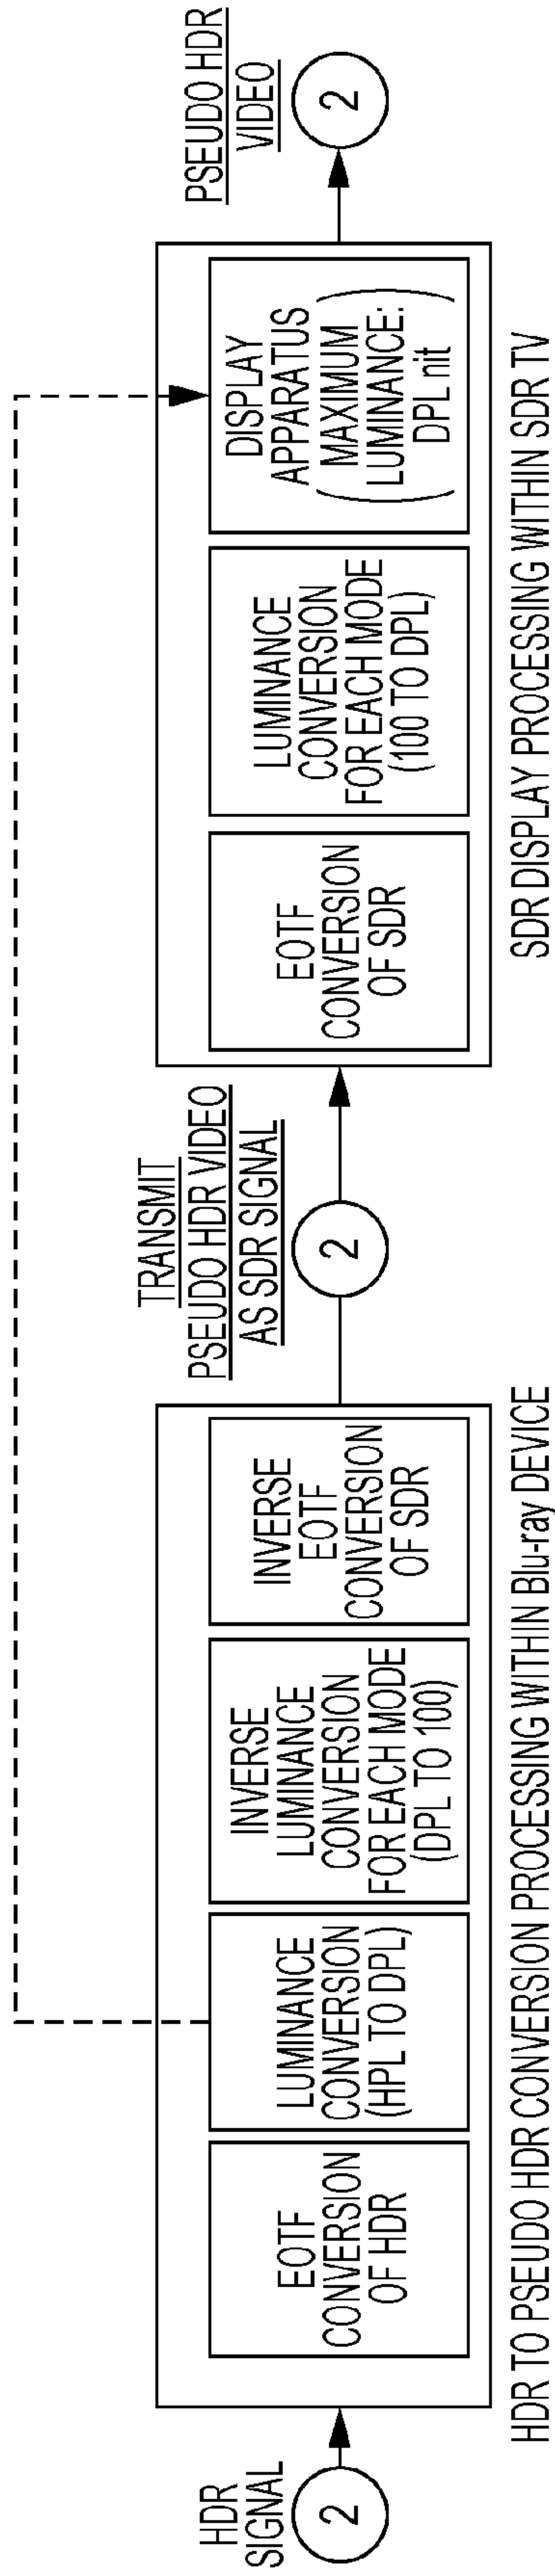 HDR
SIGNAL
2
EOTF
CONVERSION
OF HDR
LUMINANCE
CONVERSION
(HPL TO DPL)
INVERSE
LUMINANCE
CONVERSION
FOR EACH MODE
(DPL TO 100)
INVERSE
EOTF
CONVERSION
OF SDR
HDR TO PSEUDO HDR CONVERSION PROCESSING WITHIN Blu-ray DEVICE
TRANSMIT
PSEUDO HDR VIDEO
AS SDR SIGNAL
2
EOTF
CONVERSION
OF SDR
LUMINANCE
CONVERSION
FOR EACH MODE
(100 TO DPL)
DISPLAY
APPARATUS
(MAXIMUM
LUMINANCE:
DPL nit)
SDR DISPLAY PROCESSING WITHIN SDR TV
PSEUDO HDR
VIDEO
2